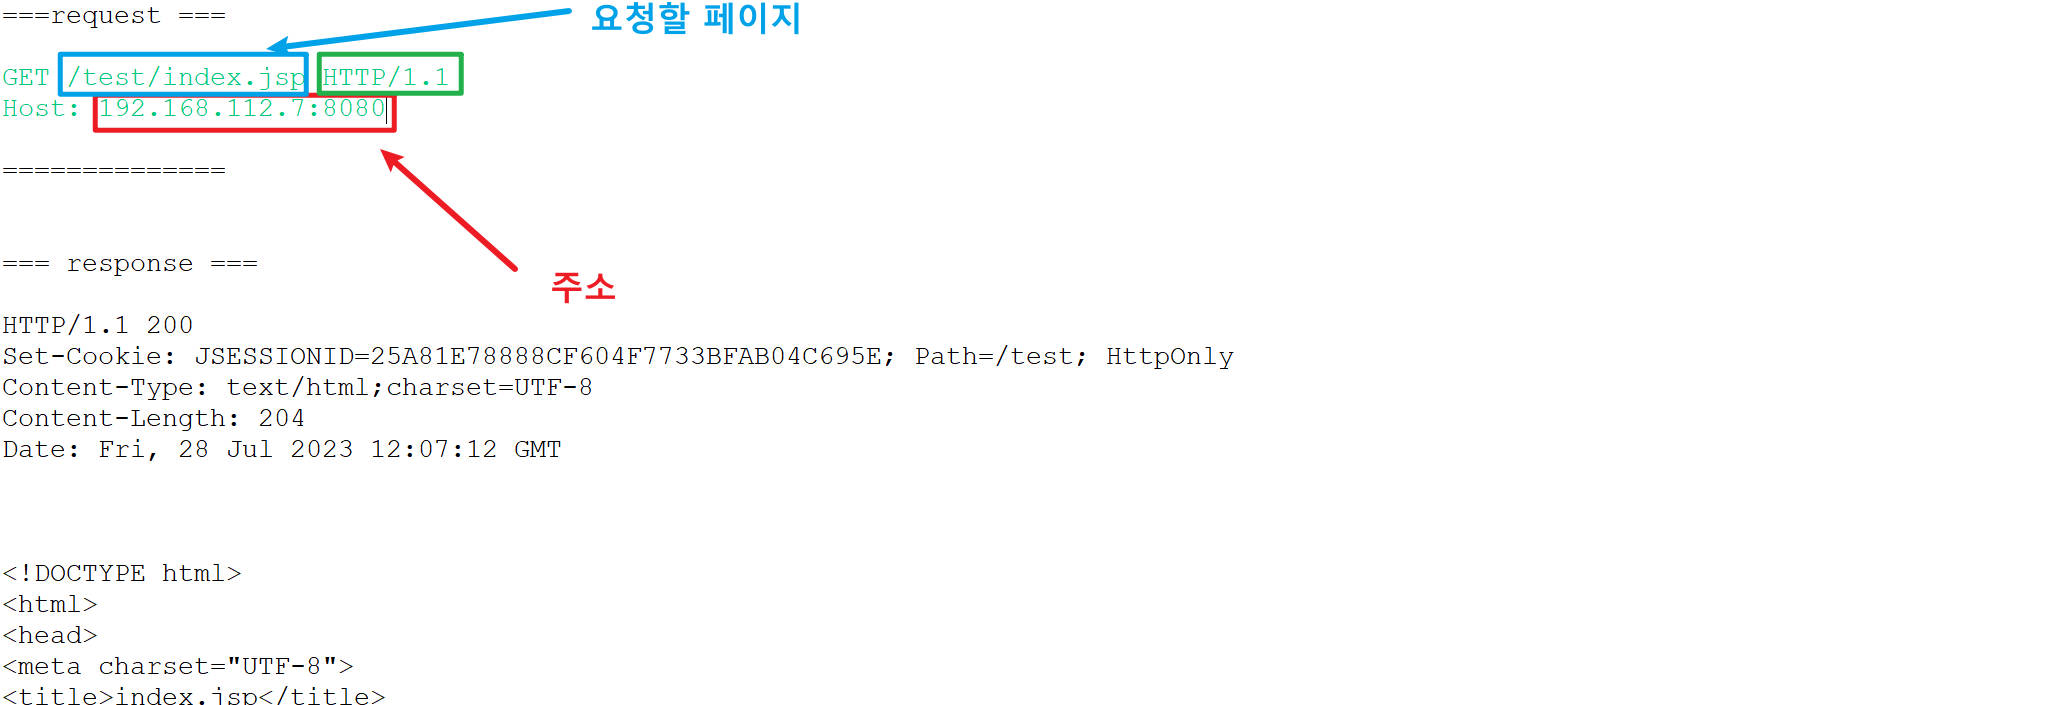 ===request ===
요청할 페이지
GET /test/index.jsp HTTP/1.1
Host: 192.168.112.7:8080
==============
=== response ===
주소
HTTP/1.1 200
Set-Cookie: JSESSIONID=25A81E78888CF604F7733BFAB04C695E; Path=/test; HttpOnly
Content-Type: text/html;charset=UTF-8
Content-Length: 204
Date: Fri, 28 Jul 2023 12:07:12 GMT
<!DOCTYPE html>
<html>
<head>
<meta charset="UTF-8">
<title>index.jsp</title>